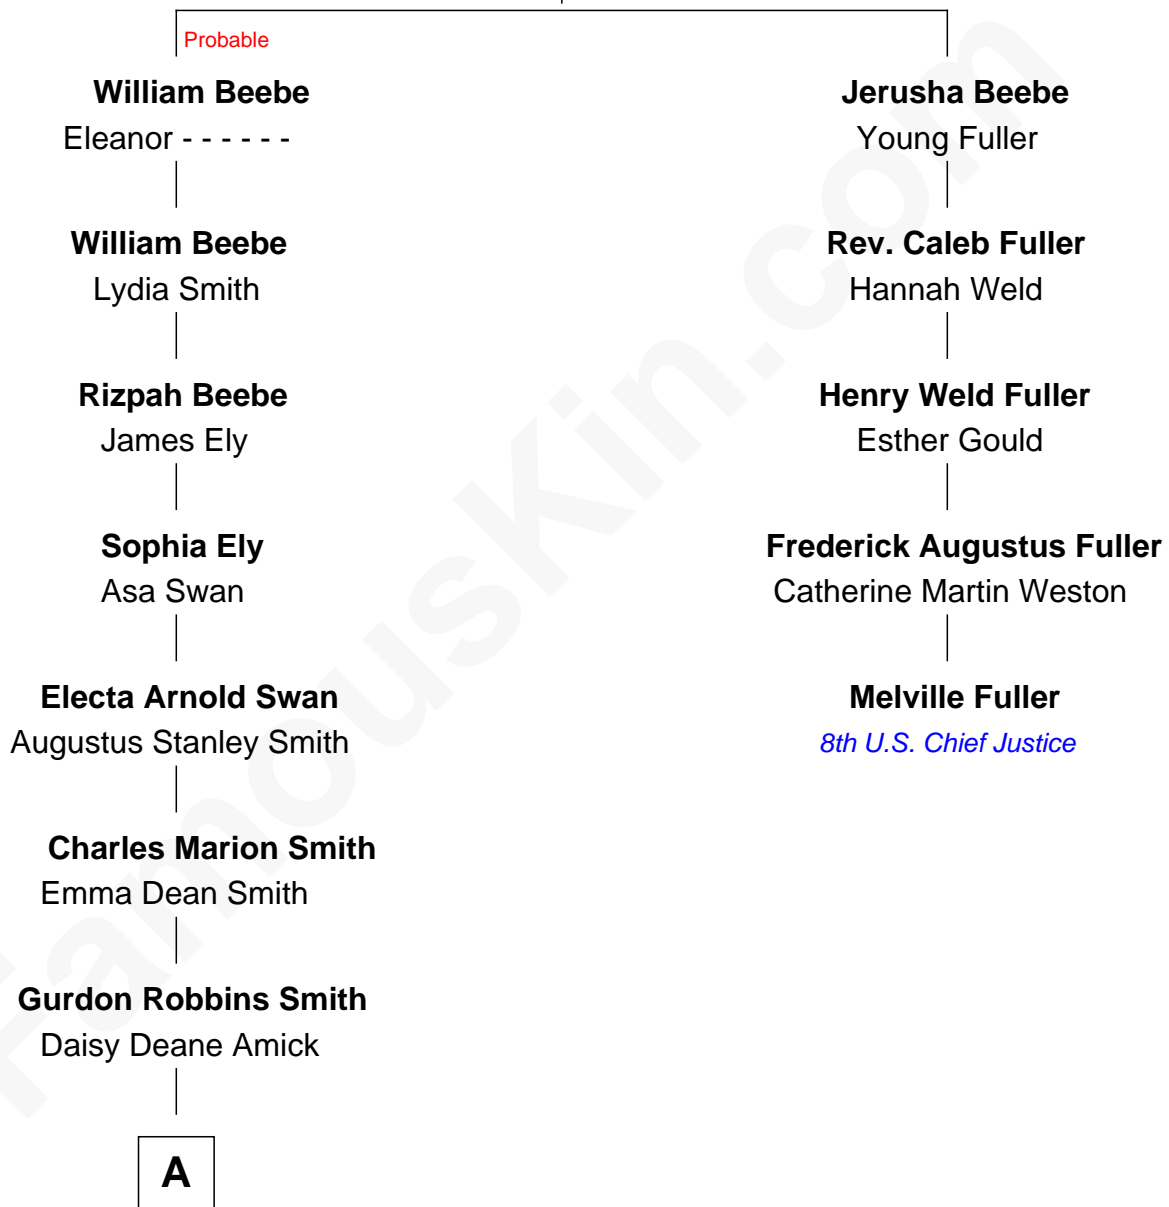 Probable
William Beebe
Eleanor - - - - - -
William Beebe
Lydia Smith
Rizpah Beebe
James Ely
Sophia Ely
Asa Swan
Electa Arnold Swan
Augustus Stanley Smith
Charles Marion Smith
Emma Dean Smith
Gurdon Robbins Smith
Daisy Deane Amick
A
Jerusha Beebe
Young Fuller
Rev. Caleb Fuller
Hannah Weld
Henry Weld Fuller
Esther Gould
Frederick Augustus Fuller
Catherine Martin Weston
Melville Fuller
8th U.S. Chief Justice
FamousKin.com